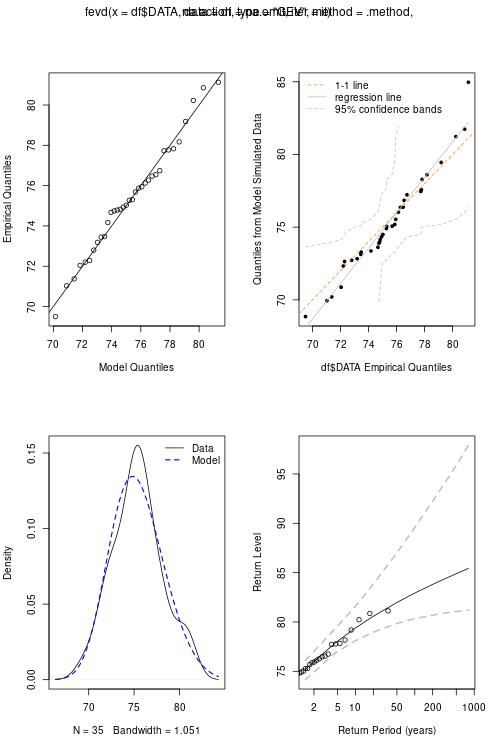 fevd(x = df$DATA, method = .method,
80
78
76
74
72
70
Empirical Quantiles
70 72 74 76 78 80
Model Quantiles
1-1 line
regression line
95% confidence bands
85
80
75
70
Quantiles from Model Simulated Data
70 72 74 76 78 80
df$DATA Empirical Quantiles
Data
Model
0.15
0.10
0.05
0.00
Density
70 75 80
N = 35 Bandwidth = 1.051
95
90
85
80
75
Return Level
2 5 10 50 200 1000
Return Period (years)